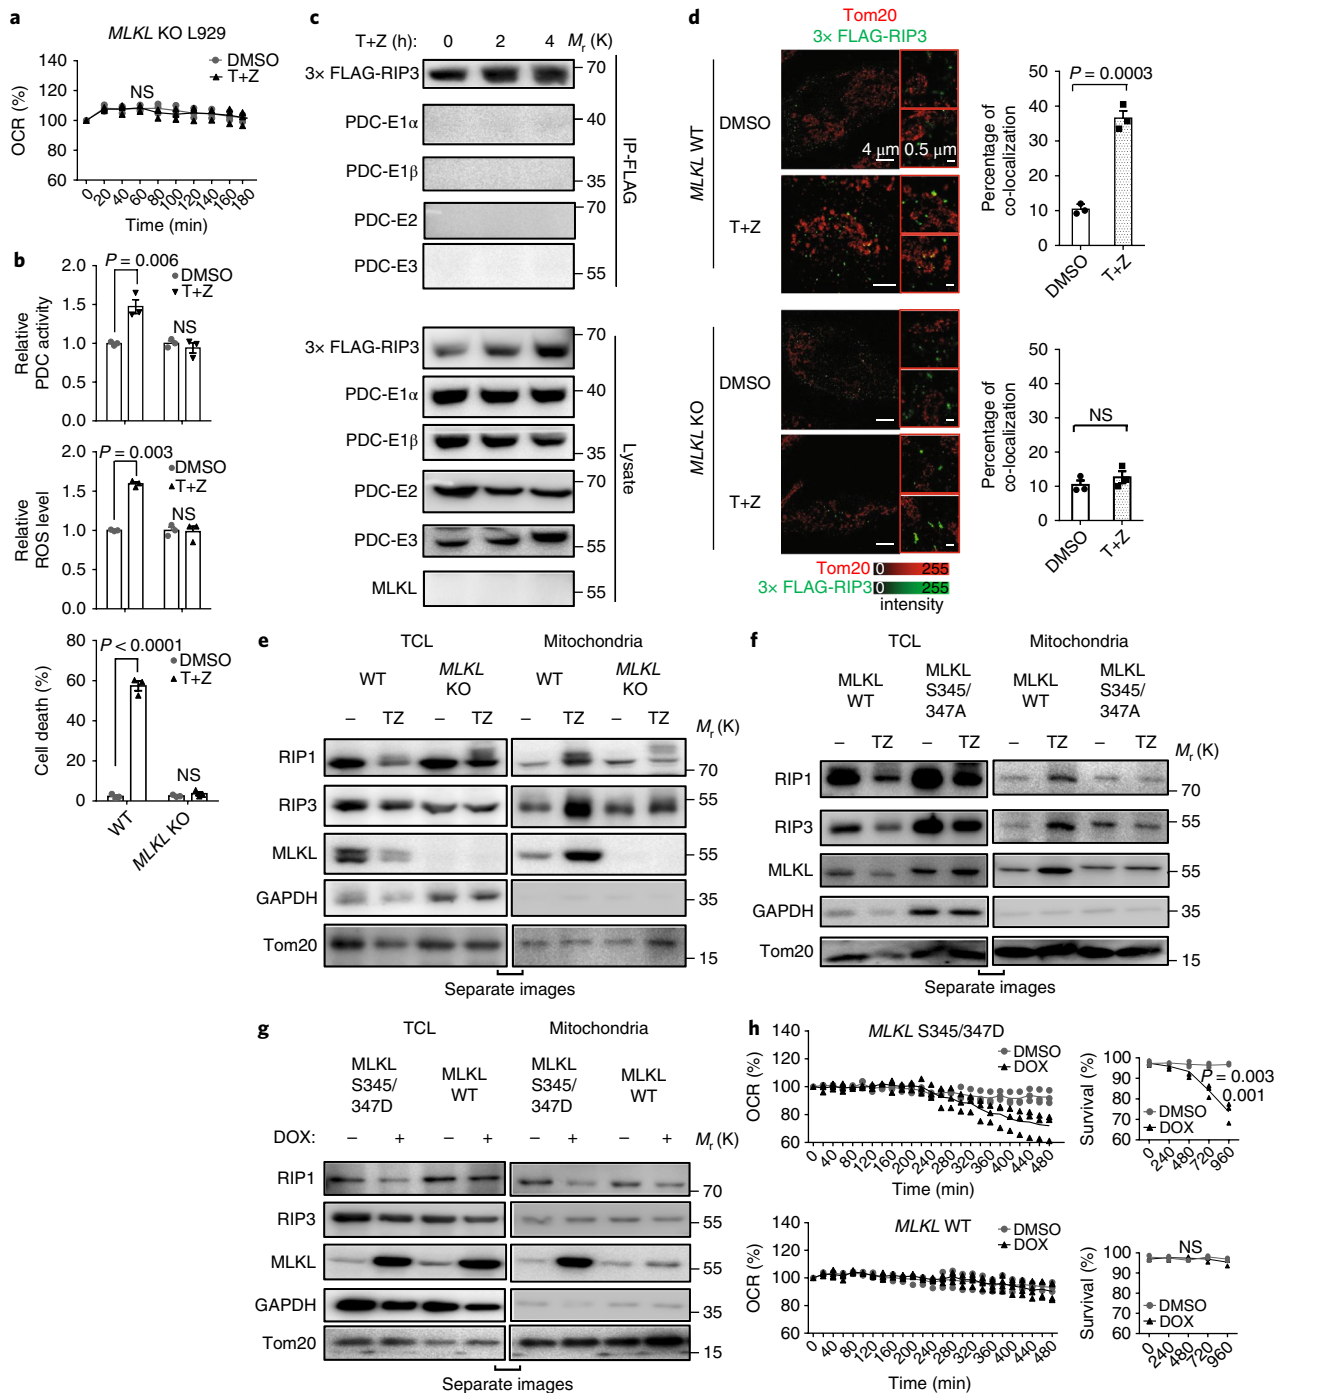 a
MLKL KO L929
DMSO
T+Z
NS
OCR (%)
140
120
100
80
60
0 20 40 60 80 100 120 140 160 180
Time (min)
b
P = 0.006
DMSO
T+Z
NS
Relative
PDC activity
2.0
1.5
1.0
0.5
0.0
P = 0.003
DMSO
T+Z
NS
Relative
ROS level
2.0
1.5
1.0
0.5
0.0
P < 0.0001
DMSO
T+Z
NS
Cell death (%)
80
60
40
20
0
WT
MLKL KO
c
T+Z (h): 0 2 4 Mr (K)
3× FLAG-RIP3 70
PDC-E1α 40
PDC-E1β 35
PDC-E2 70
PDC-E3 55
IP-FLAG
3× FLAG-RIP3 70
PDC-E1α 40
PDC-E1β 35
PDC-E2 70
PDC-E3 55
MLKL 55
Lysate
d
Tom20
3× FLAG-RIP3
MLKL WT
DMSO
4 μm 0.5 μm
T+Z
MLKL KO
DMSO
T+Z
Tom20 0 255
3× FLAG-RIP3 0 255
intensity
P = 0.0003
Percentage of
co-localization
50
40
30
20
10
0
DMSO
T+Z
NS
Percentage of
co-localization
50
40
30
20
10
0
DMSO
T+Z
e
TCL Mitochondria
WT MLKL KO WT MLKL KO
– TZ – TZ – TZ – TZ Mr (K)
RIP1 70
RIP3 55
MLKL 55
GAPDH 35
Tom20 15
Separate images
f
TCL Mitochondria
MLKL WT MLKL S345/347A MLKL WT MLKL S345/347A
– TZ – TZ – TZ – TZ Mr (K)
RIP1 70
RIP3 55
MLKL 55
GAPDH 35
Tom20 15
Separate images
g
TCL Mitochondria
MLKL S345/347D MLKL WT MLKL S345/347D MLKL WT
DOX: – + – + – + – + Mr (K)
RIP1 70
RIP3 55
MLKL 55
GAPDH 35
Tom20 15
Separate images
h
MLKL S345/347D
DMSO
DOX
OCR (%)
140
120
100
80
60
0 40 80 120 160 200 240 280 320 360 400 440 480
Time (min)
Survival (%)
100
90
80
70
60
P = 0.003
0.001
DMSO
DOX
0 240 480 720 960
MLKL WT
DMSO
DOX
OCR (%)
140
120
100
80
60
0 40 80 120 160 200 240 280 320 360 400 440 480
Time (min)
NS
Survival (%)
100
90
80
70
60
DMSO
DOX
0 240 480 720 960